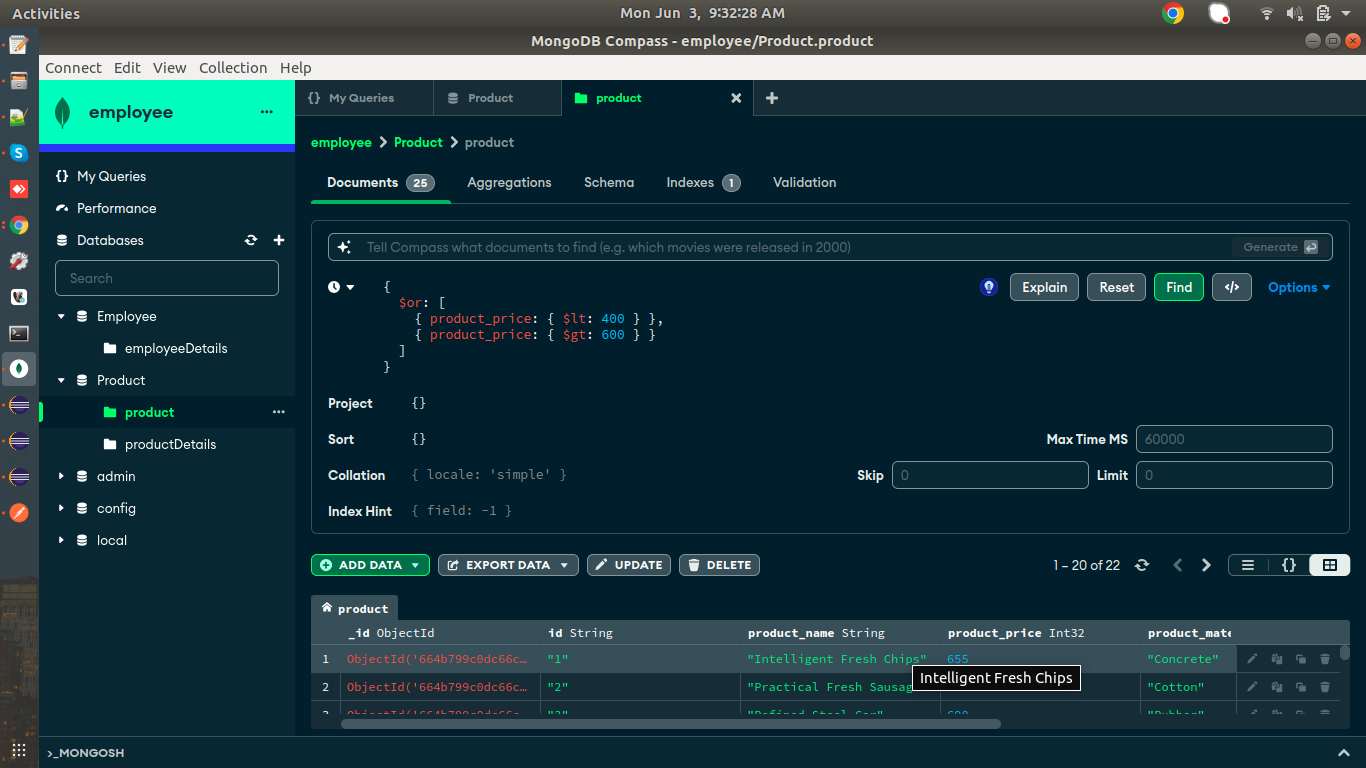 Activities
Mon Jun 3, 9:32:28 AM
MongoDB Compass - employee/Product.product
Connect Edit View Collection Help
employee
My Queries
Performance
Databases
Search
Employee
employeeDetails
Product
product
productDetails
admin
config
local
{} My Queries Product product
employee > Product > product
Documents 25 Aggregations Schema Indexes 1 Validation
Tell Compass what documents to find (e.g. which movies were released in 2000) Generate
Explain Reset Find </> Options
{
$or: [
{ product_price: { $lt: 400 } },
{ product_price: { $gt: 600 } }
]
}
Project {}
Sort {} Max Time MS 60000
Collation { locale: 'simple' } Skip 0 Limit 0
Index Hint { field: -1 }
ADD DATA EXPORT DATA UPDATE DELETE 1 – 20 of 22 {}
product
_id ObjectId id String product_name String product_price Int32 product_mate
1 ObjectId('664b799c0dc66c… "1" "Intelligent Fresh Chips" 655 "Concrete"
Intelligent Fresh Chips
2 ObjectId('664b799c0dc66c… "2" "Practical Fresh Sausag "Cotton"
>_MONGOSH